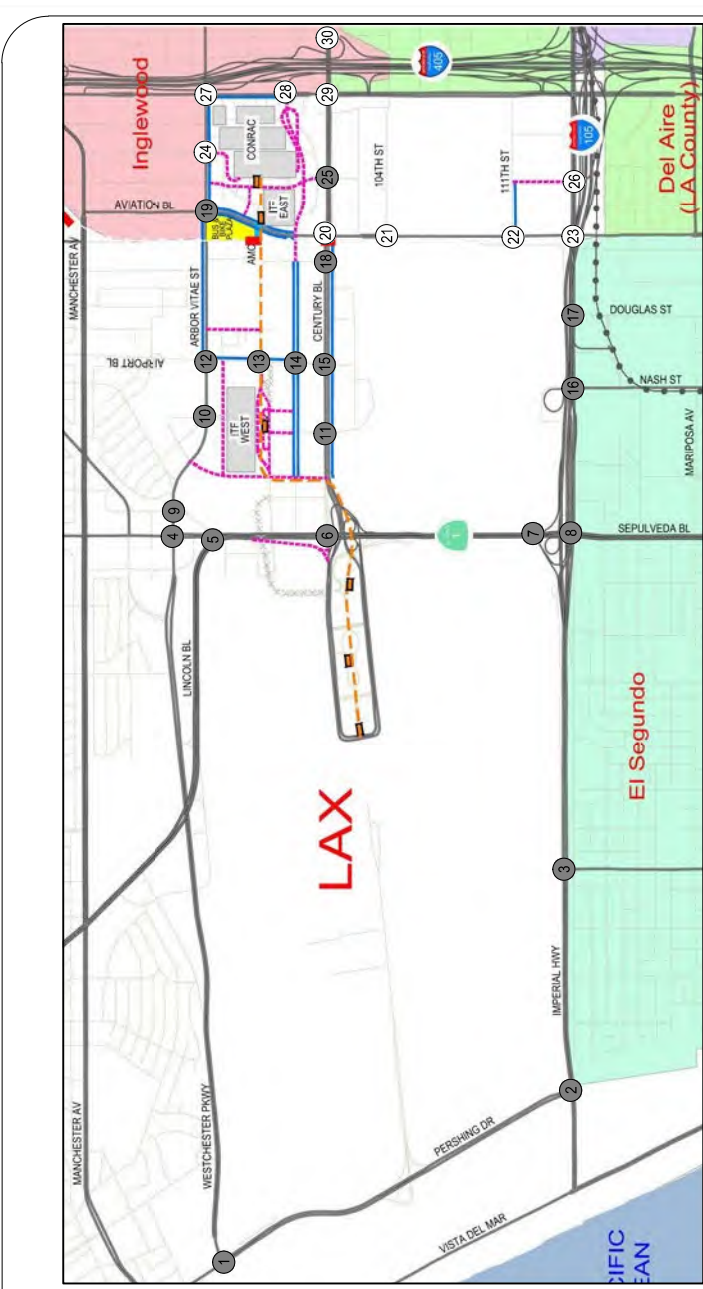 MANCHESTER AV
MANCHESTER AV
Inglewood
AVIATION BL
AIRPORT BL
WESTCHESTER PKWY
LINCOLN BL
ARBOR VITAE ST
1
4
9
5
10
12
19
24
27
BUS
BIKE
PLAZA
AMC
ITF
WEST
ITF
EAST
CONRAC
13
14
28
LAX
6
11
15
18
20
25
29
30
CENTURY BL
104TH ST
21
405
1
PERSHING DR
VISTA DEL MAR
IMPERIAL HWY
7
22
111TH ST
2
3
8
16
17
23
26
105
CIFIC
EAN
El Segundo
SEPULVEDA BL
NASH ST
DOUGLAS ST
MARIPOSA AV
Del Aire
(LA County)